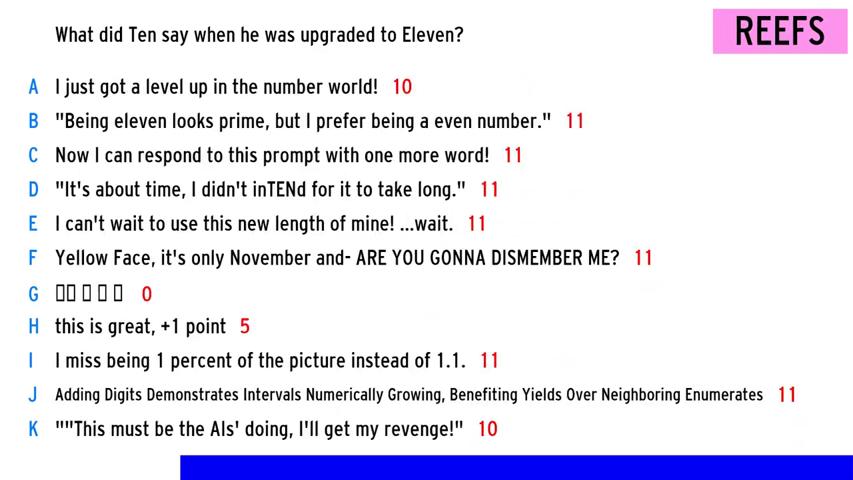 What did Ten say when he was upgraded to Eleven?
REEFS
A I just got a level up in the number world! 10
B "Being eleven looks prime, but I prefer being a even number." 11
C Now I can respond to this prompt with one more word! 11
D "It's about time, I didn't inTENd for it to take long." 11
E I can't wait to use this new length of mine! ...wait. 11
F Yellow Face, it's only November and- ARE YOU GONNA DISMEMBER ME? 11
G ▯▯ ▯ ▯ ▯ 0
H this is great, +1 point 5
I I miss being 1 percent of the picture instead of 1.1. 11
J Adding Digits Demonstrates Intervals Numerically Growing, Benefiting Yields Over Neighboring Enumerates 11
K ""This must be the AIs' doing, I'll get my revenge!" 10